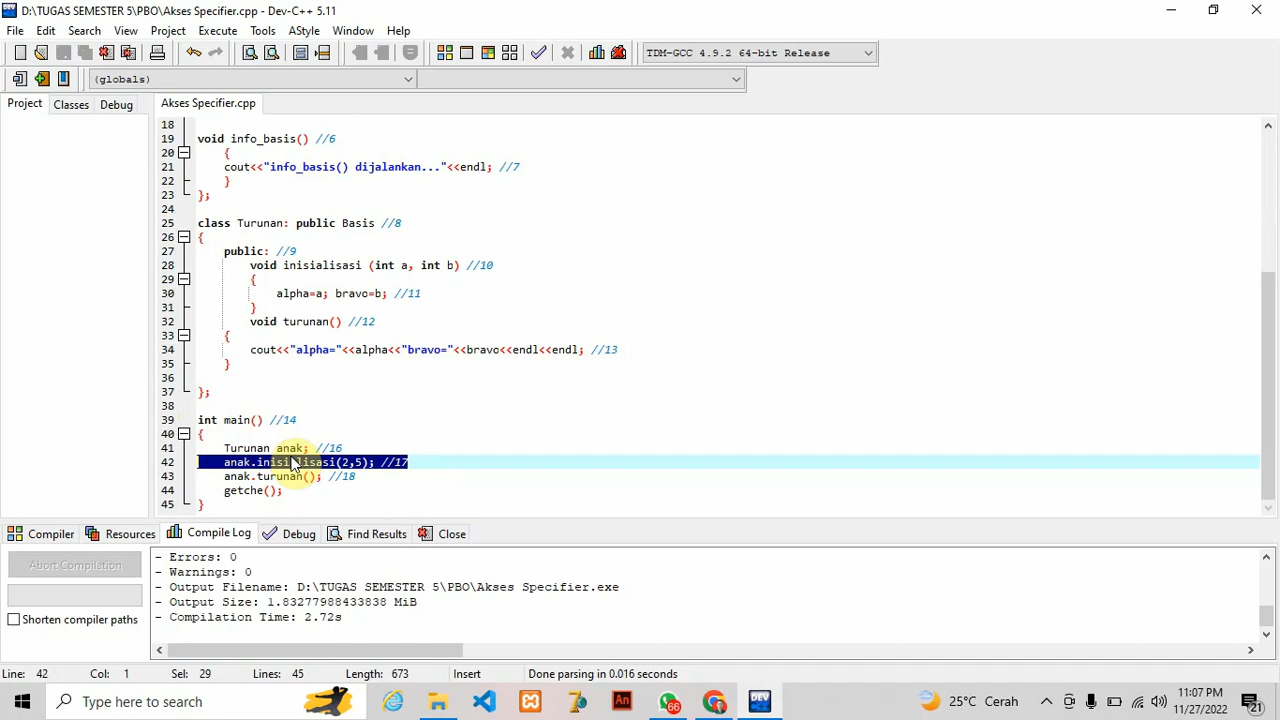 D:\TUGAS SEMESTER 5\PBO\Akses Specifier.cpp - Dev-C++ 5.11
File Edit Search View Project Execute Tools AStyle Window Help
TDM-GCC 4.9.2 64-bit Release
(globals)
Project Classes Debug Akses Specifier.cpp
18
19 void info_basis() //6
20 {
21 cout<<"info_basis() dijalankan..."<<endl; //7
22 }
23 };
24
25 class Turunan: public Basis //8
26 {
27 public: //9
28 void inisialisasi (int a, int b) //10
29 {
30 alpha=a; bravo=b; //11
31 }
32 void turunan() //12
33 {
34 cout<<"alpha="<<alpha<<"bravo="<<bravo<<endl<<endl; //13
35 }
36
37 };
38
39 int main() //14
40 {
41 Turunan anak; //16
42 anak.inisialisasi(2,5); //17
43 anak.turunan(); //18
44 getche();
45 }
Compiler Resources Compile Log Debug Find Results Close
Abort Compilation
Shorten compiler paths
- Errors: 0
- Warnings: 0
- Output Filename: D:\TUGAS SEMESTER 5\PBO\Akses Specifier.exe
- Output Size: 1.83277988433838 MiB
- Compilation Time: 2.72s
Line: 42 Col: 1 Sel: 29 Lines: 45 Length: 673 Insert Done parsing in 0.016 seconds
Type here to search
An
66
DEV
25°C Cerah
11:07 PM
11/27/2022
21